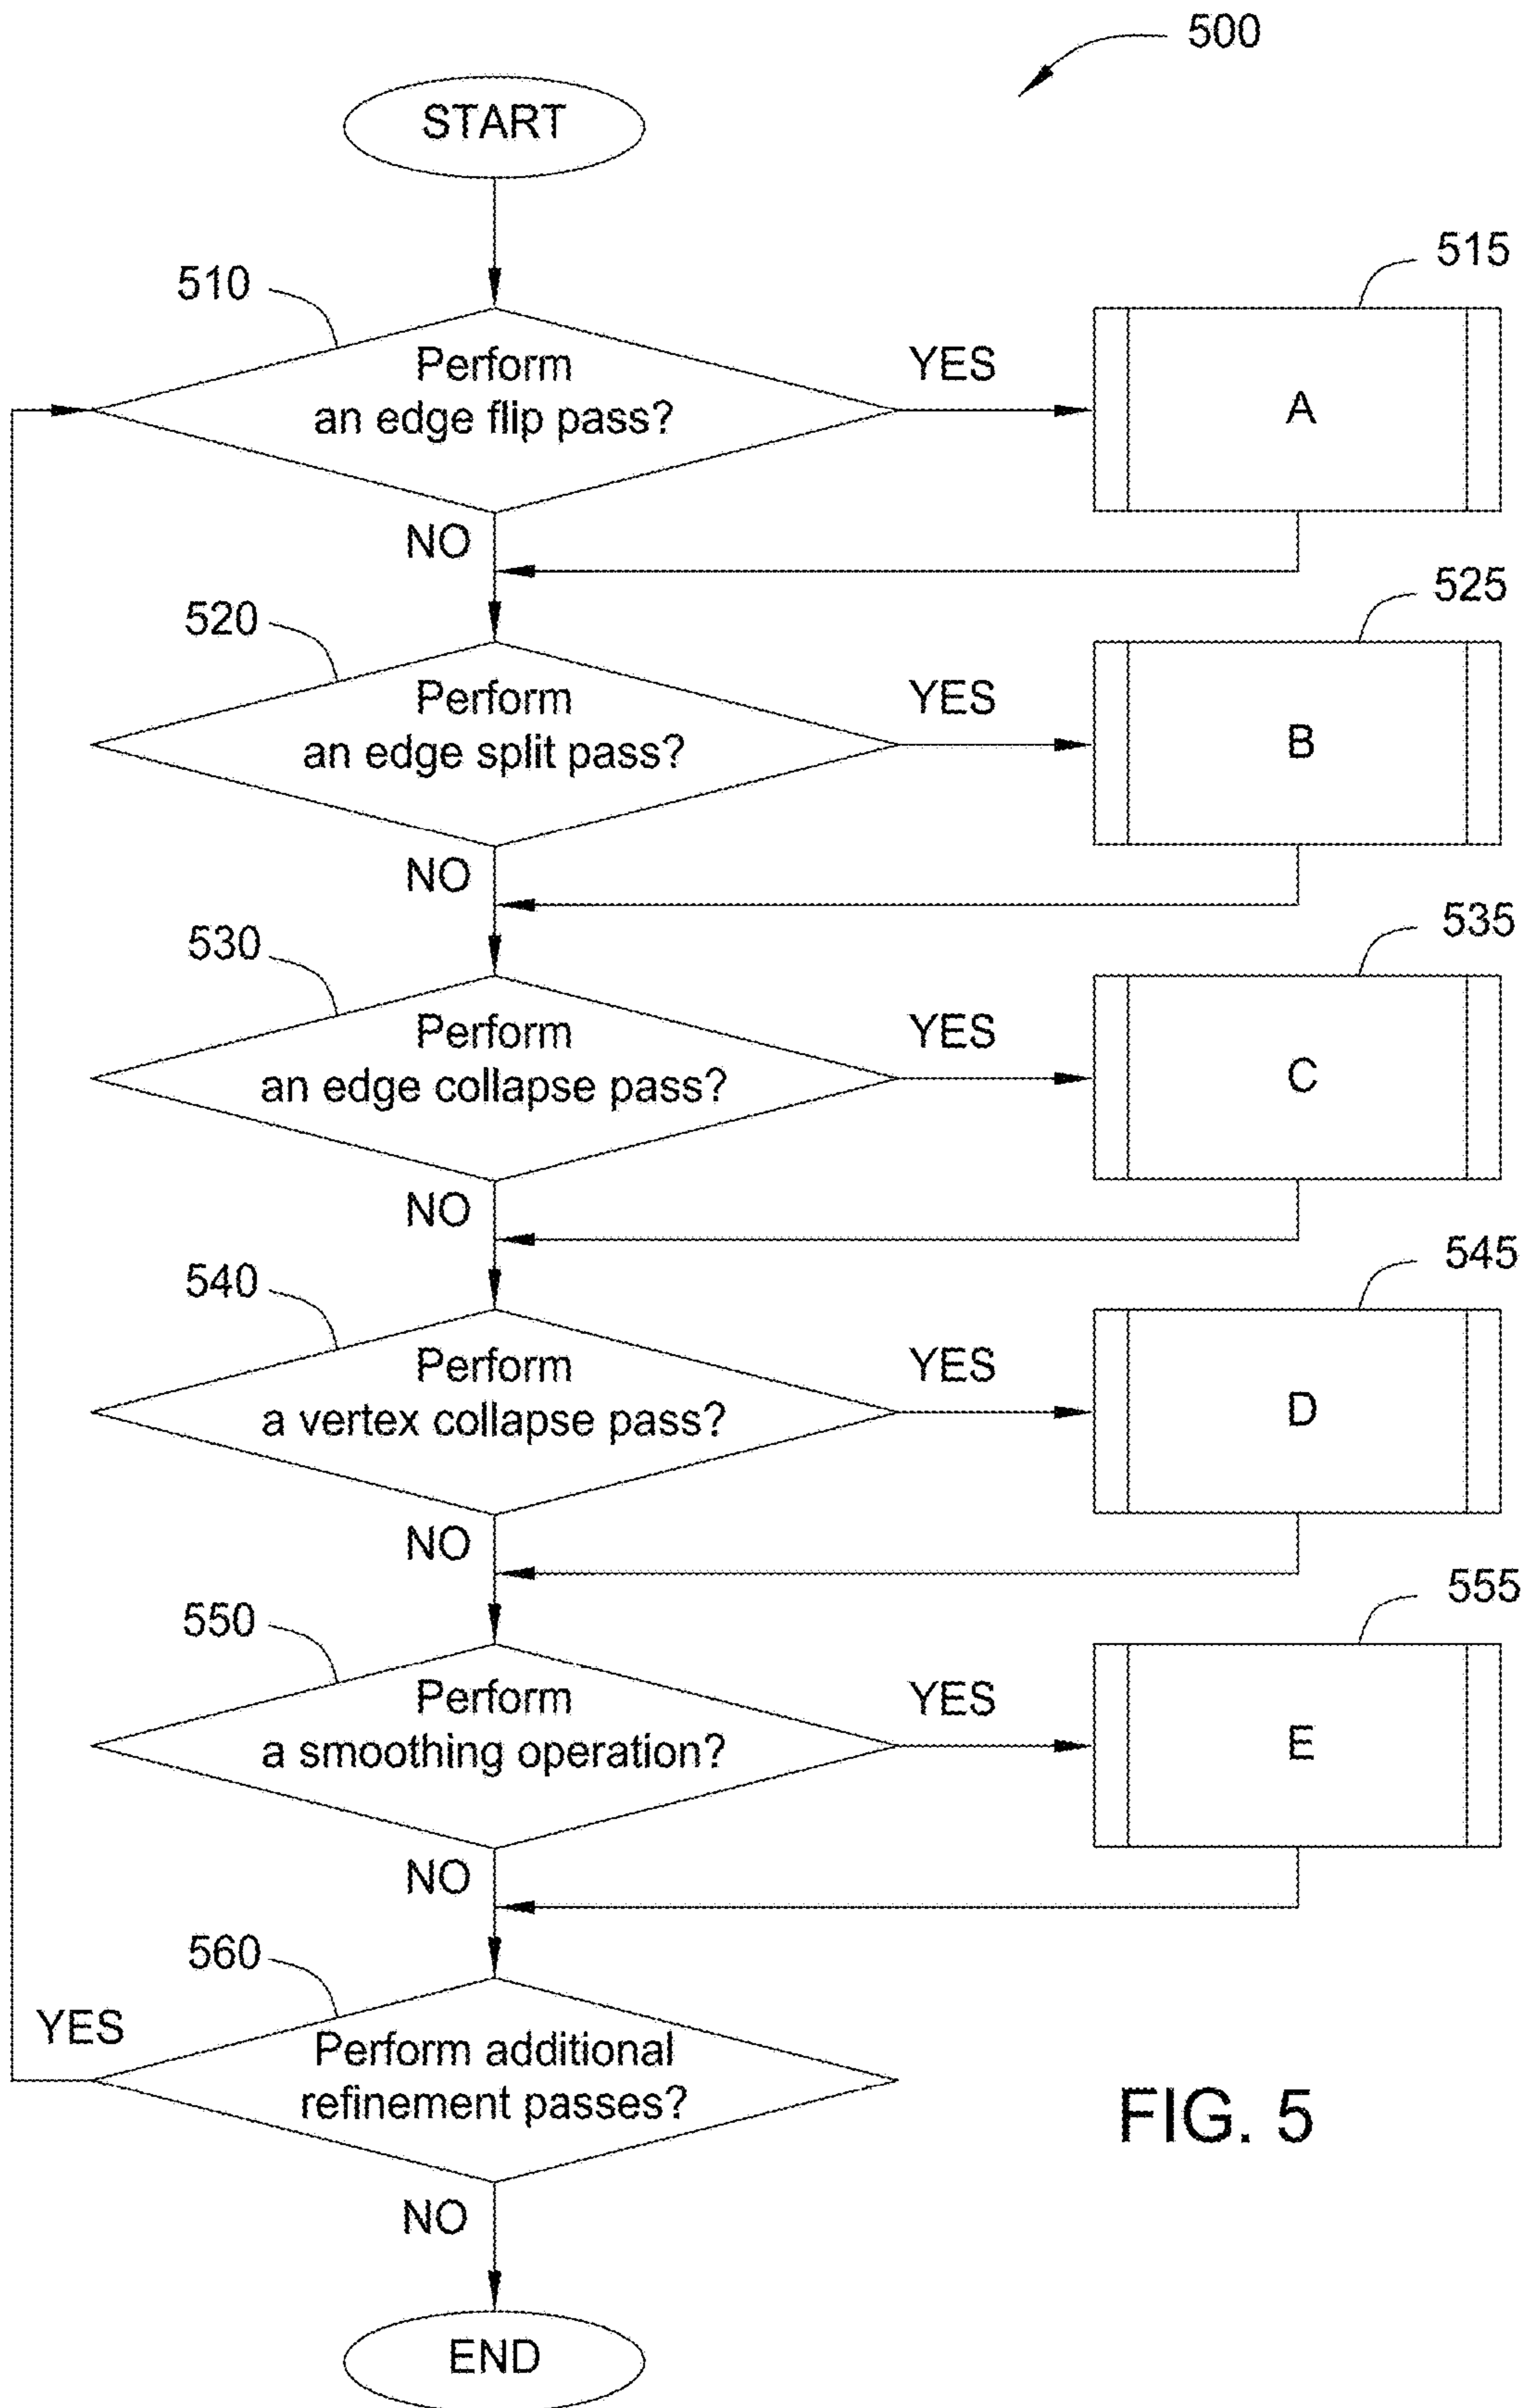 500
START
510
515
Perform
an edge flip pass?
YES
A
NO
520
525
Perform
an edge split pass?
YES
B
NO
530
535
Perform
an edge collapse pass?
YES
C
NO
540
545
Perform
a vertex collapse pass?
YES
D
NO
550
555
Perform
a smoothing operation?
YES
E
NO
560
YES
Perform additional
refinement passes?
FIG. 5
NO
END